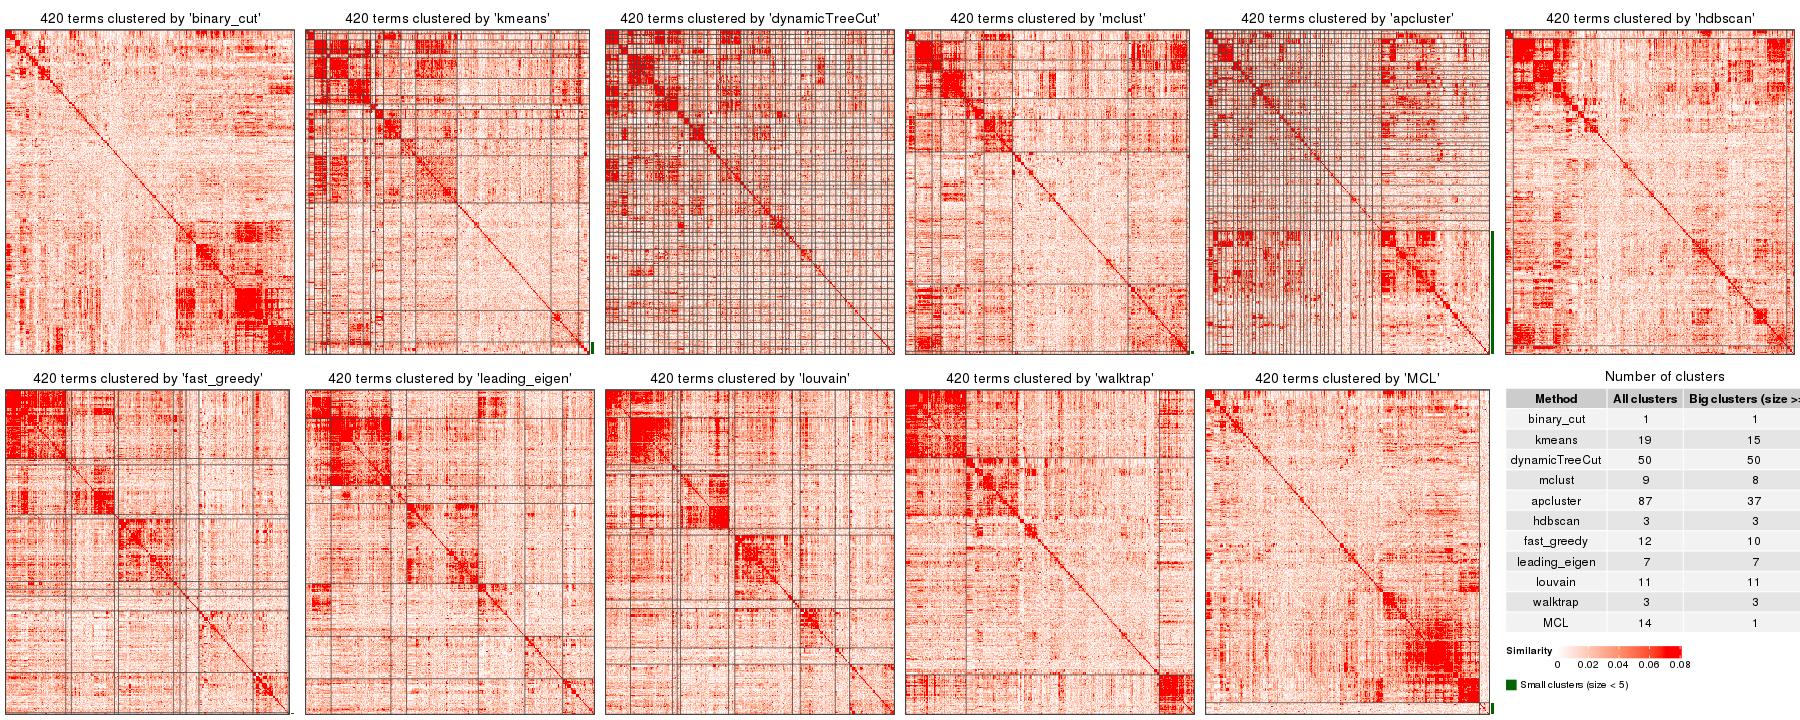 420 terms clustered by 'binary_cut'
420 terms clustered by 'kmeans'
420 terms clustered by 'dynamicTreeCut'
420 terms clustered by 'mclust'
420 terms clustered by 'apcluster'
420 terms clustered by 'hdbscan'
420 terms clustered by 'fast_greedy'
420 terms clustered by 'leading_eigen'
420 terms clustered by 'louvain'
420 terms clustered by 'walktrap'
420 terms clustered by 'MCL'
Number of clusters
Method All clusters Big clusters (size >=
binary_cut 1 1
kmeans 19 15
dynamicTreeCut 50 50
mclust 9 8
apcluster 87 37
hdbscan 3 3
fast_greedy 12 10
leading_eigen 7 7
louvain 11 11
walktrap 3 3
MCL 14 1
Similarity
0 0.02 0.04 0.06 0.08
Small clusters (size < 5)